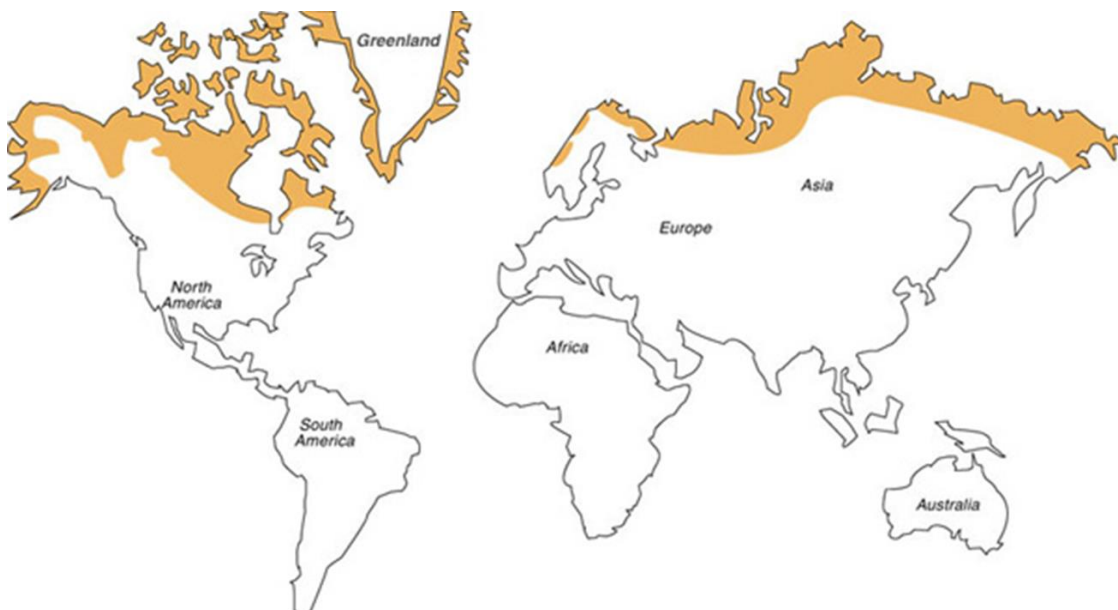 Greenland
Asia
Europe
North
America
Africa
South
America
Australia